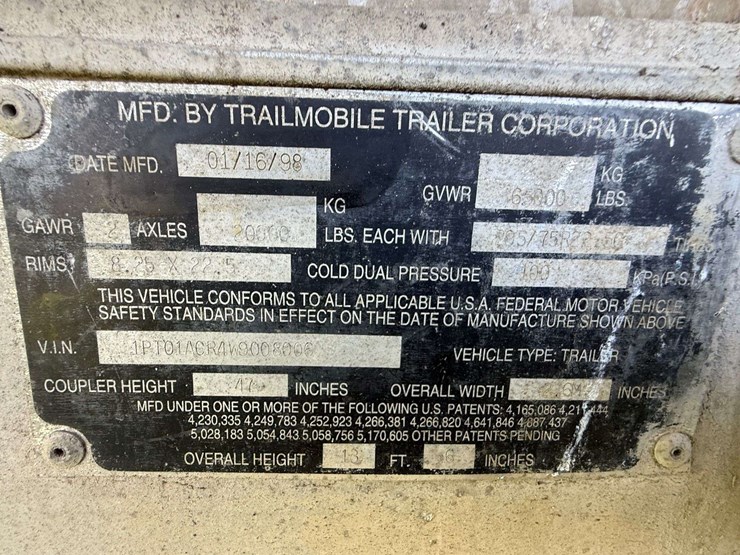 MFD. BY TRAILMOBILE TRAILER CORPORATION
DATE MFD. 01/16/98 KG
GVWR 65000 LBS.
KG
GAWR 2 AXLES 20000 LBS. EACH WITH TIRES
RIMS 8.25 X 22.5 COLD DUAL PRESSURE 100 KPa(P.S.I.)
THIS VEHICLE CONFORMS TO ALL APPLICABLE U.S.A. FEDERAL MOTOR VEHICLE
SAFETY STANDARDS IN EFFECT ON THE DATE OF MANUFACTURE SHOWN ABOVE
V.I.N. VEHICLE TYPE: TRAILER
COUPLER HEIGHT 47 INCHES OVERALL WIDTH INCHES
MFD UNDER ONE OR MORE OF THE FOLLOWING U.S. PATENTS: 4,165,086 4,211,444
4,230,335 4,249,783 4,252,923 4,266,381 4,266,820 4,641,846 4,887,437
5,028,183 5,054,843 5,058,756 5,170,605 OTHER PATENTS PENDING
OVERALL HEIGHT 13 FT. 6 INCHES